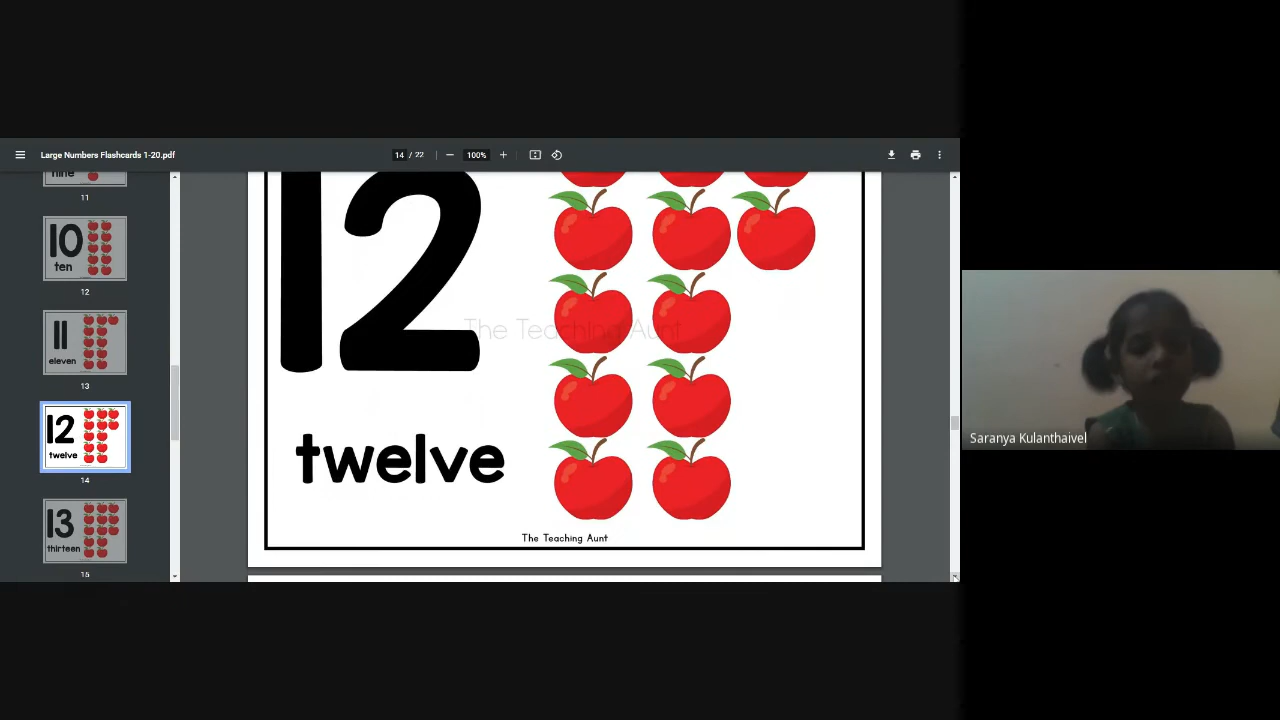 Large Numbers Flashcards 1-20.pdf
14 / 22
100%
nine
11
10
ten
12
11
eleven
13
12
twelve
14
13
thirteen
15
12
twelve
The Teaching Aunt
The Teaching Aunt
Saranya Kulanthaivel